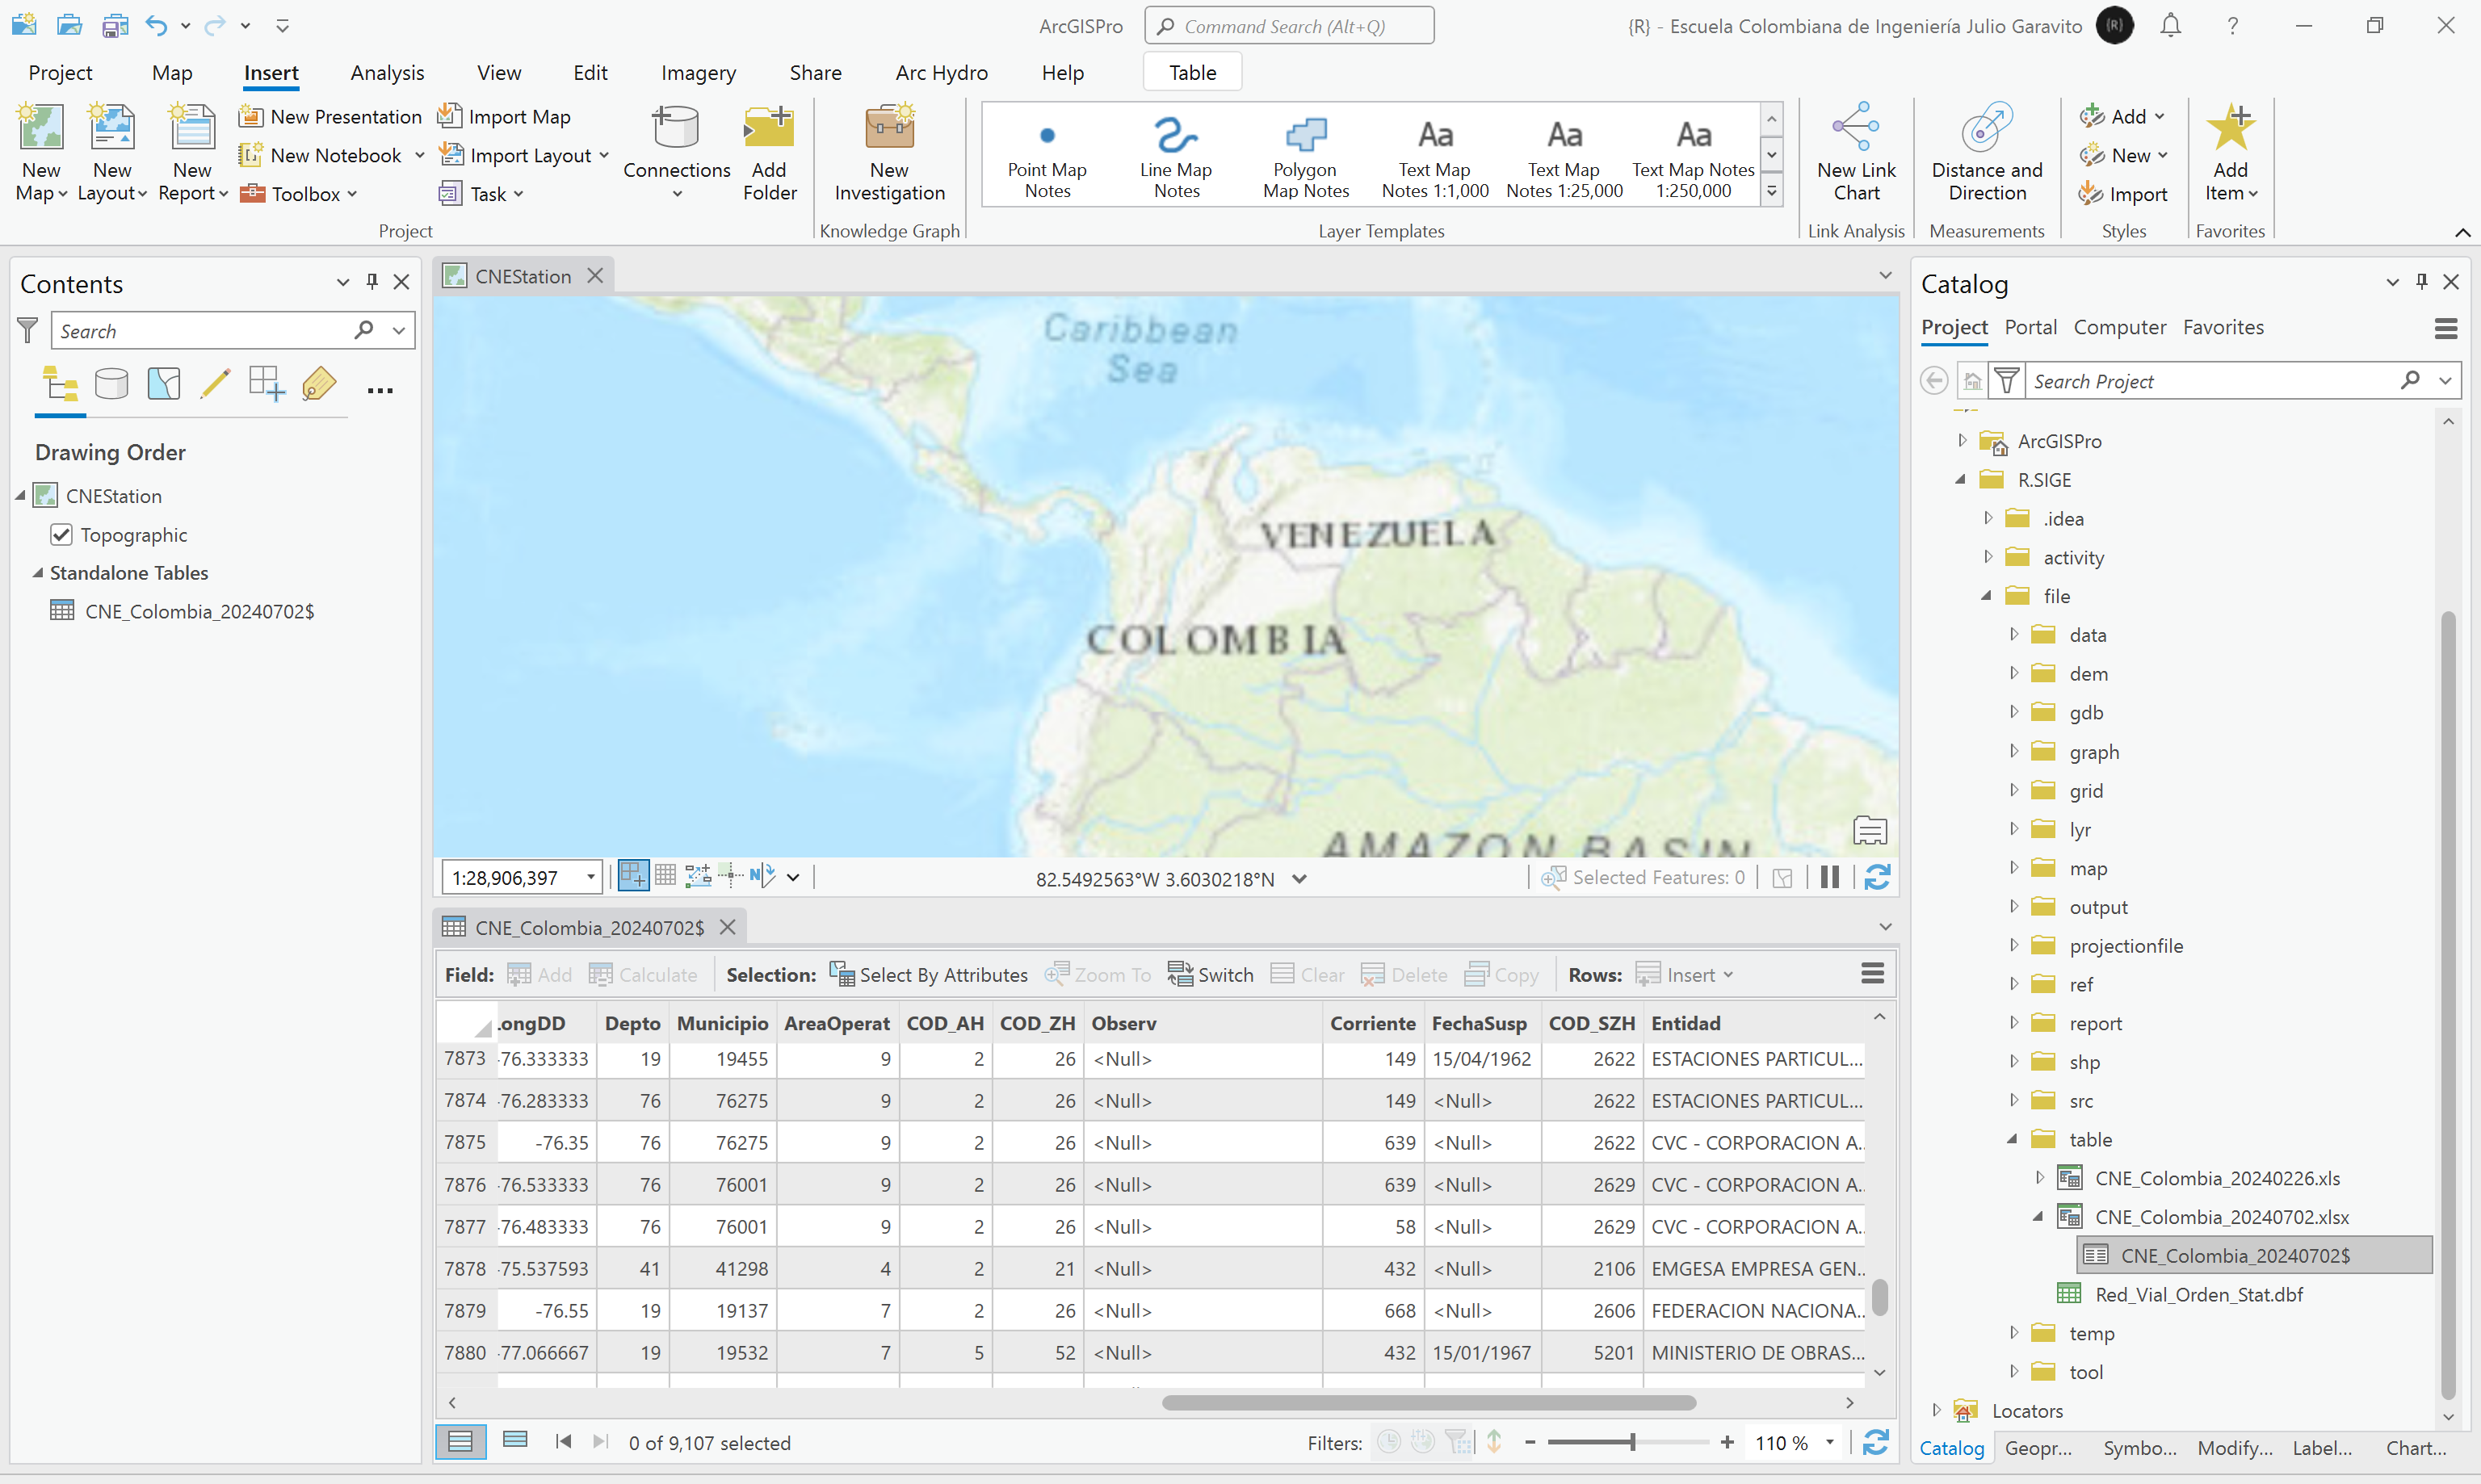 ArcGISPro
Command Search (Alt+Q)
{R} - Escuela Colombiana de Ingeniería Julio Garavito
{R}
Project Map Insert Analysis View Edit Imagery Share Arc Hydro Help Table
New Map
New Layout
New Report
New Presentation
New Notebook
Toolbox
Import Map
Import Layout
Task
Connections
Add Folder
New Investigation
Point Map Notes
Line Map Notes
Polygon Map Notes
Aa Text Map Notes 1:1,000
Aa Text Map Notes 1:25,000
Aa Text Map Notes 1:250,000
New Link Chart
Distance and Direction
Add
New
Import
Add Item
Project
Knowledge Graph
Layer Templates
Link Analysis
Measurements
Styles
Favorites
Contents
Search
Drawing Order
CNEStation
Topographic
Standalone Tables
CNE_Colombia_20240702$
CNEStation
Caribbean
Sea
VENEZUELA
COLOMBIA
AMAZON BASIN
1:28,906,397
N
82.5492563°W 3.6030218°N
Selected Features: 0
CNE_Colombia_20240702$
Field: Add Calculate Selection: Select By Attributes Zoom To Switch Clear Delete Copy Rows: Insert
LongDD Depto Municipio AreaOperat COD_AH COD_ZH Observ Corriente FechaSusp COD_SZH Entidad
7873 -76.333333 19 19455 9 2 26 <Null> 149 15/04/1962 2622 ESTACIONES PARTICUL...
7874 -76.283333 76 76275 9 2 26 <Null> 149 <Null> 2622 ESTACIONES PARTICUL...
7875 -76.35 76 76275 9 2 26 <Null> 639 <Null> 2622 CVC - CORPORACION A...
7876 -76.533333 76 76001 9 2 26 <Null> 639 <Null> 2629 CVC - CORPORACION A...
7877 -76.483333 76 76001 9 2 26 <Null> 58 <Null> 2629 CVC - CORPORACION A...
7878 -75.537593 41 41298 4 2 21 <Null> 432 <Null> 2106 EMGESA EMPRESA GEN...
7879 -76.55 19 19137 7 2 26 <Null> 668 <Null> 2606 FEDERACION NACIONA...
7880 -77.066667 19 19532 7 5 52 <Null> 432 15/01/1967 5201 MINISTERIO DE OBRAS...
0 of 9,107 selected
Filters:
110 %
Catalog
Project Portal Computer Favorites
Search Project
ArcGISPro
R.SIGE
.idea
activity
file
data
dem
gdb
graph
grid
lyr
map
output
projectionfile
ref
report
shp
src
table
CNE_Colombia_20240226.xls
CNE_Colombia_20240702.xlsx
CNE_Colombia_20240702$
Red_Vial_Orden_Stat.dbf
temp
tool
Locators
Catalog Geopr... Symbo... Modify... Label... Chart...